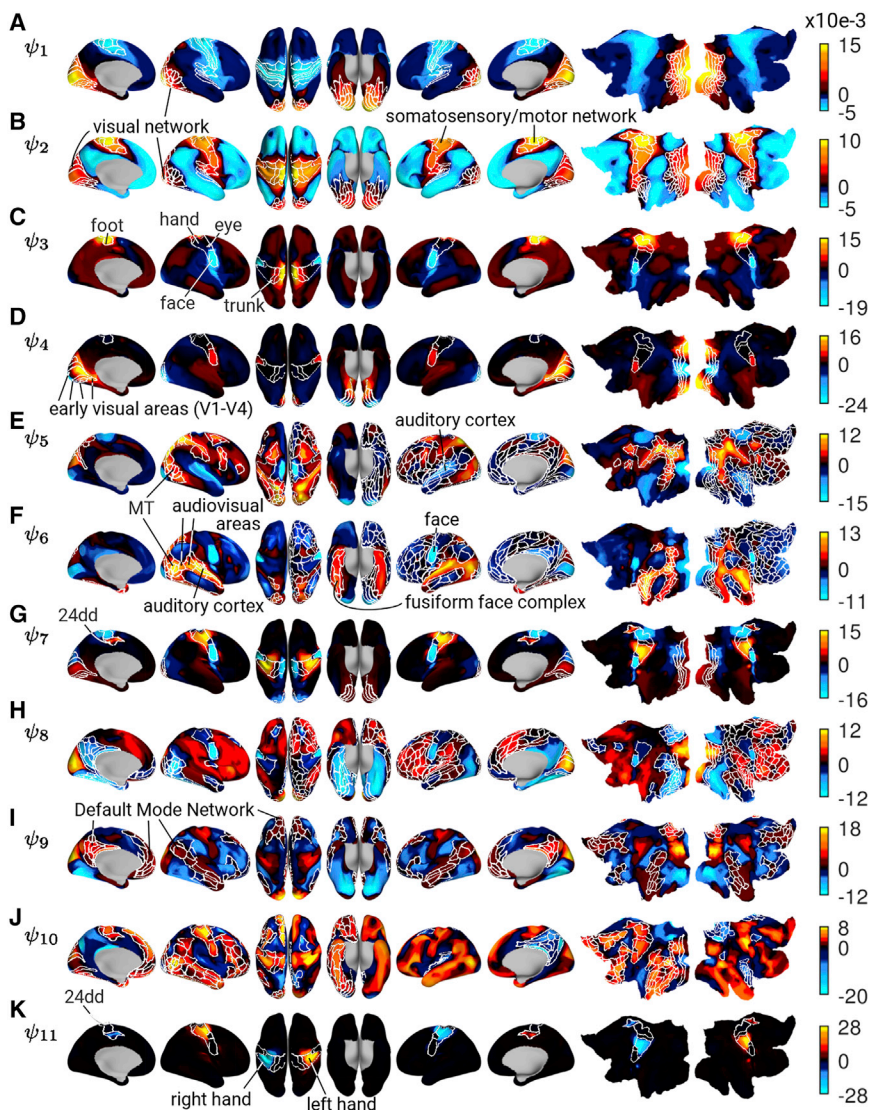 x10e-3
A
ψ1
15
0
-5
B
ψ2
visual network
somatosensory/motor network
10
0
-5
C
ψ3
foot
hand
eye
face
trunk
15
0
-19
D
ψ4
early visual areas (V1-V4)
16
0
-24
E
ψ5
auditory cortex
12
0
-15
MT
audiovisual
areas
F
ψ6
face
auditory cortex
fusiform face complex
13
0
-11
G
24dd
ψ7
15
0
-16
H
ψ8
12
0
-12
I
Default Mode Network
ψ9
18
0
-12
J
ψ10
8
0
-20
K
24dd
ψ11
right hand
left hand
28
0
-28